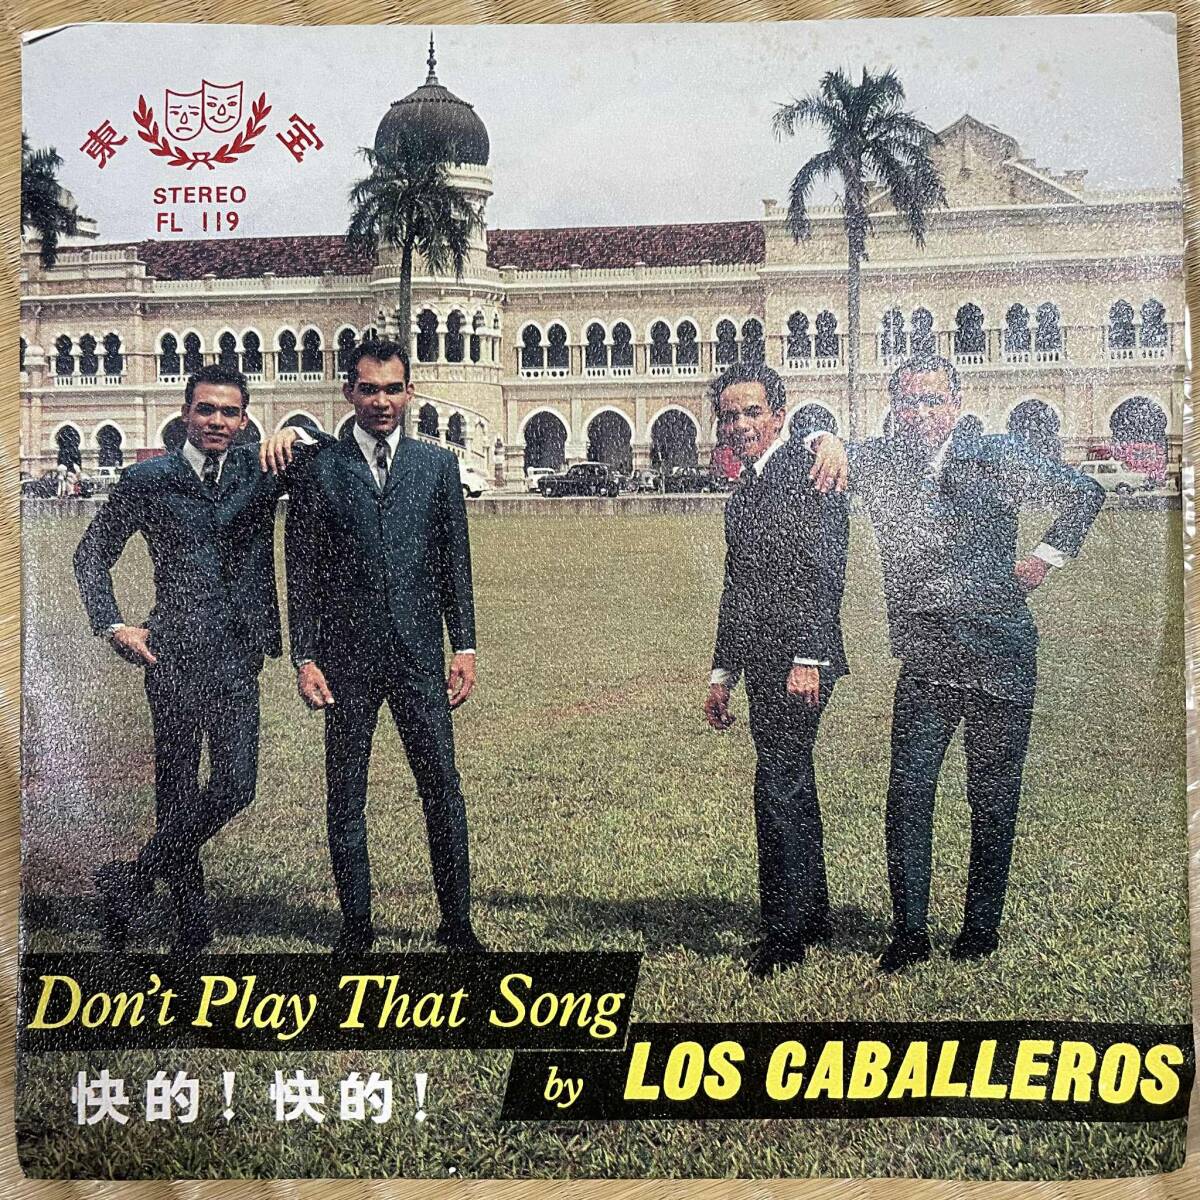 東 宝
STEREO
FL 119
Don't Play That Song
by LOS CABALLEROS
快的! 快的!